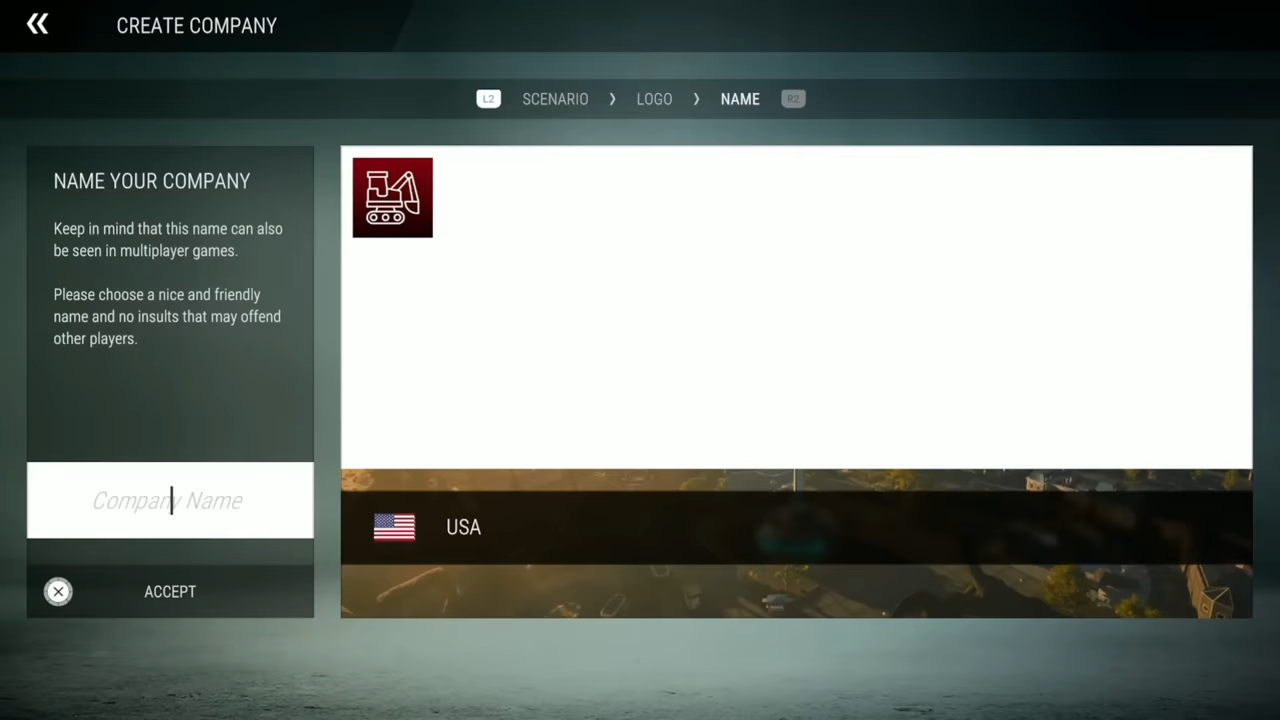 CREATE COMPANY
L2 SCENARIO LOGO NAME R2
NAME YOUR COMPANY
Keep in mind that this name can also
be seen in multiplayer games.
Please choose a nice and friendly
name and no insults that may offend
other players.
Company Name
ACCEPT
USA